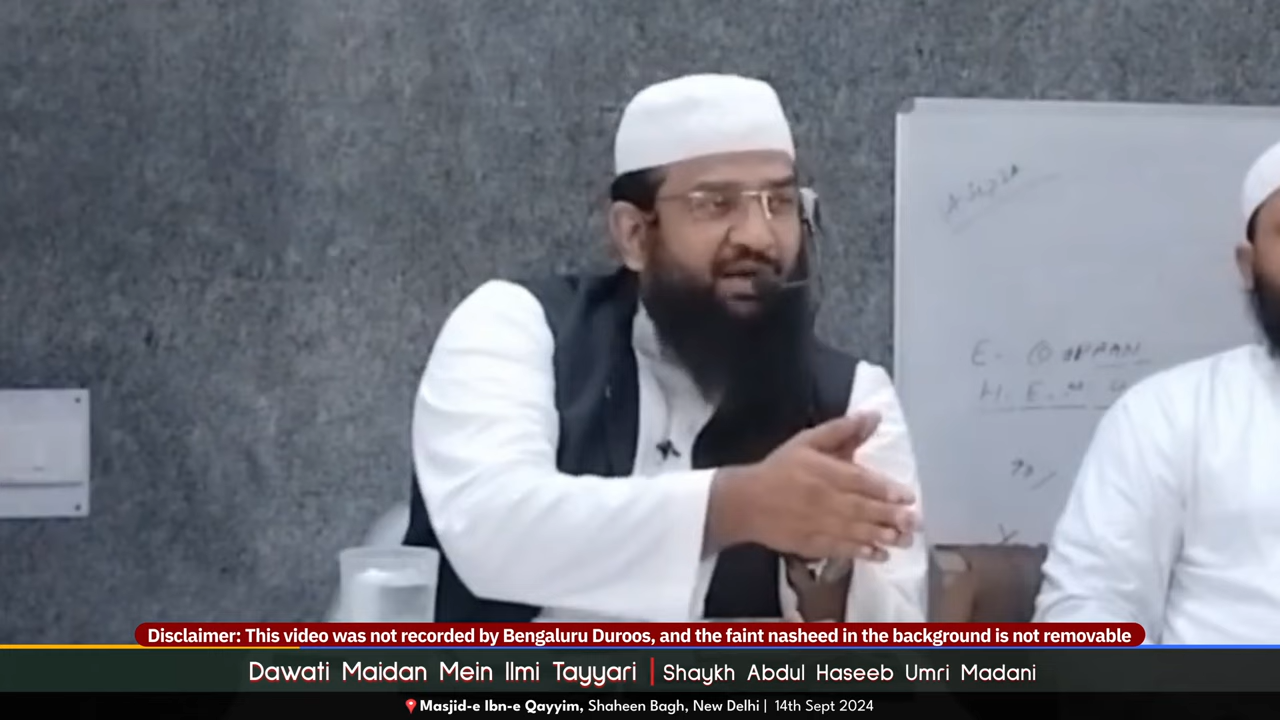 Disclaimer: This video was not recorded by Bengaluru Duroos, and the faint nasheed in the background is not removable
Dawati Maidan Mein Ilmi Tayyari | Shaykh Abdul Haseeb Umri Madani
Masjid-e Ibn-e Qayyim, Shaheen Bagh, New Delhi | 14th Sept 2024